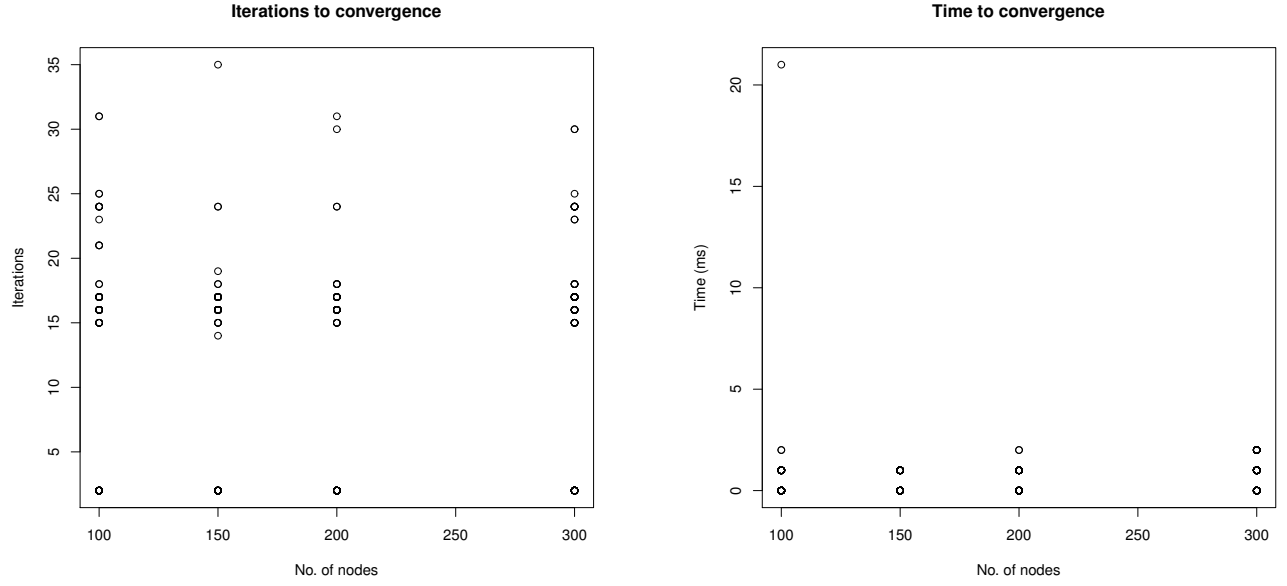 Iterations to convergence
35
30
25
20
15
10
5
Iterations
100 150 200 250 300
No. of nodes
Time to convergence
20
15
10
5
0
Time (ms)
100 150 200 250 300
No. of nodes